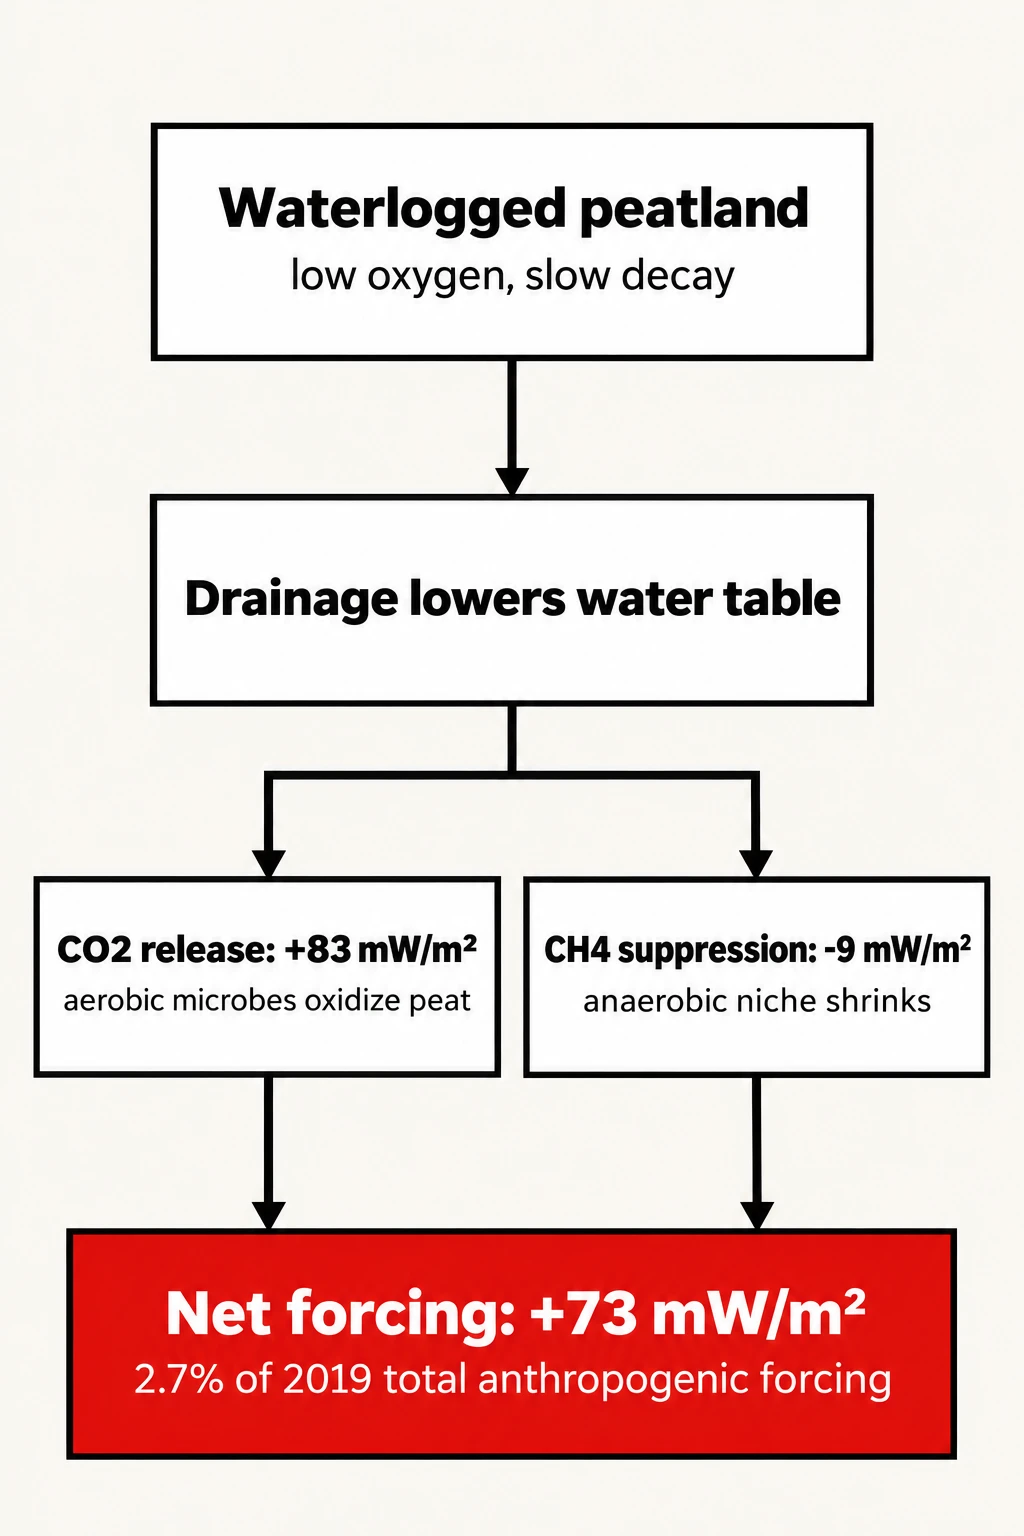 Waterlogged peatland
low oxygen, slow decay
Drainage lowers water table
CO2 release: +83 mW/m²
aerobic microbes oxidize peat
CH4 suppression: -9 mW/m²
anaerobic niche shrinks
Net forcing: +73 mW/m²
2.7% of 2019 total anthropogenic forcing